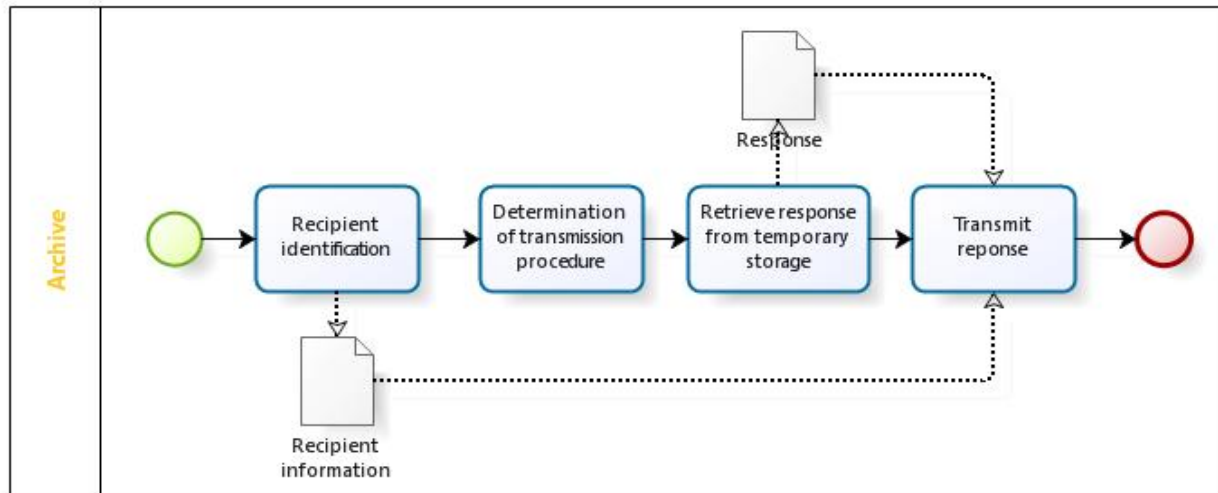 Archive
Response
Recipient
identification
Determination
of transmission
procedure
Retrieve response
from temporary
storage
Transmit
reponse
Recipient
information